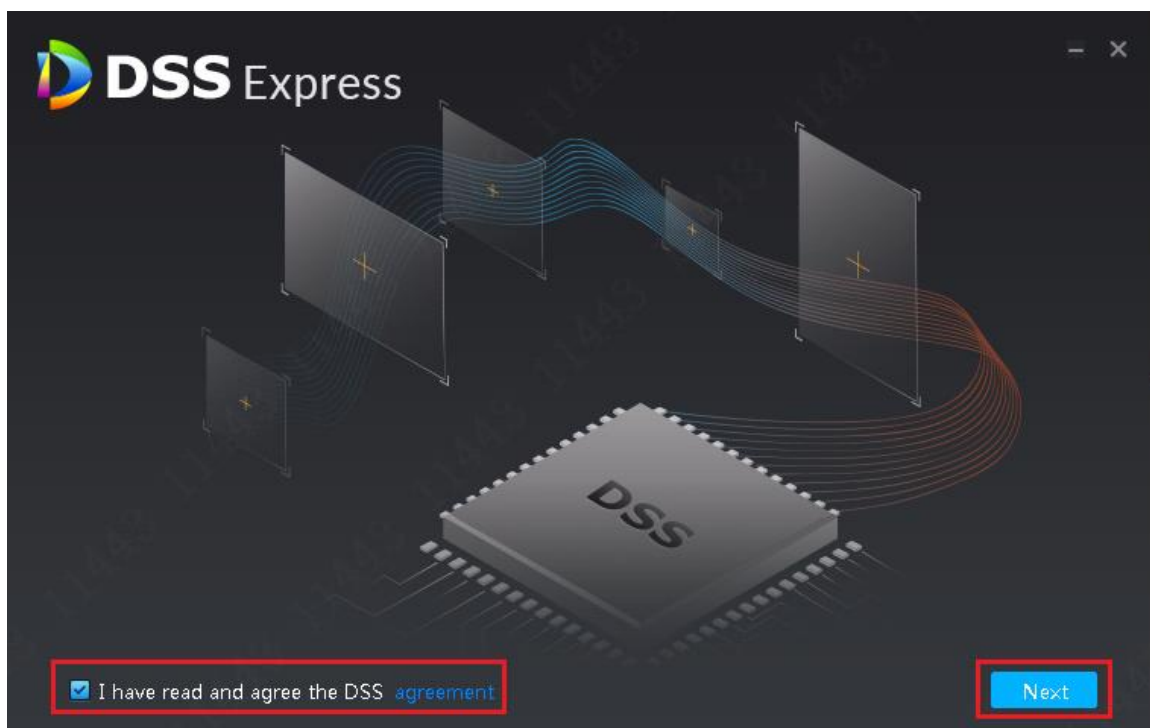 DSS Express
DSS
I have read and agree the DSS agreement
Next